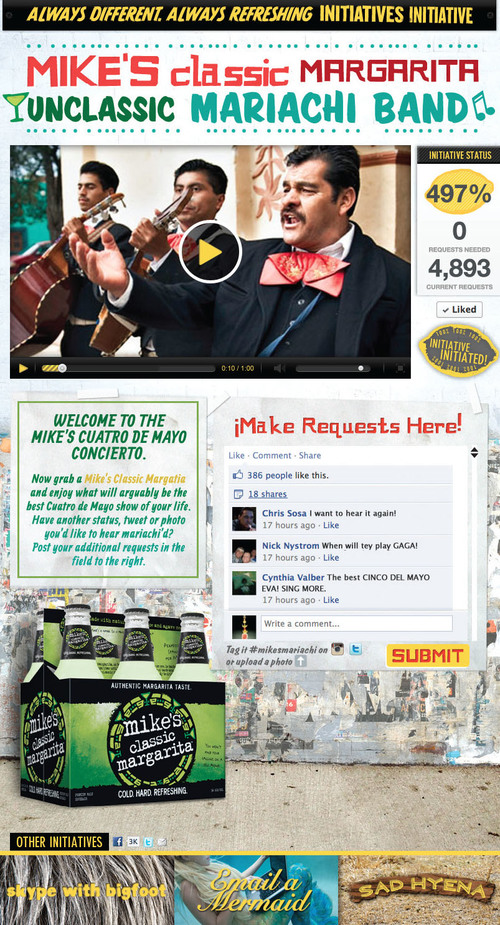 ALWAYS DIFFERENT. ALWAYS REFRESHING INITIATIVES INITIATIVE
MIKE'S classic MARGARITA
UNCLASSIC MARIACHI BAND
INITIATIVE STATUS
497%
0
REQUESTS NEEDED
4,893
CURRENT REQUESTS
Liked
INITIATIVE
INITIATED!
0:10 / 1:00
WELCOME TO THE
MIKE'S CUATRO DE MAYO
CONCIERTO.
Now grab a Mike's Classic Margatia
and enjoy what will arguably be the
best Cuatro de Mayo show of your life.
Have another status, tweet or photo
you'd like to hear mariachi'd?
Post your additional requests in the
field to the right.
¡Make Requests Here!
Like · Comment · Share
386 people like this.
18 shares
Chris Sosa I want to hear it again!
17 hours ago · Like
Nick Nystrom When will tey play GAGA!
17 hours ago · Like
Cynthia Valber The best CINCO DEL MAYO
EVA! SING MORE.
17 hours ago · Like
Write a comment...
Tag it #mikesmariachi on
or upload a photo
SUBMIT
AUTHENTIC MARGARITA TASTE.
mike's
classic
margarita
COLD. HARD. REFRESHING.
mike's
classic
margarita
COLD. HARD. REFRESHING.
OTHER INITIATIVES
3K
skype with bigfoot
Email a
Mermaid
SAD HYENA